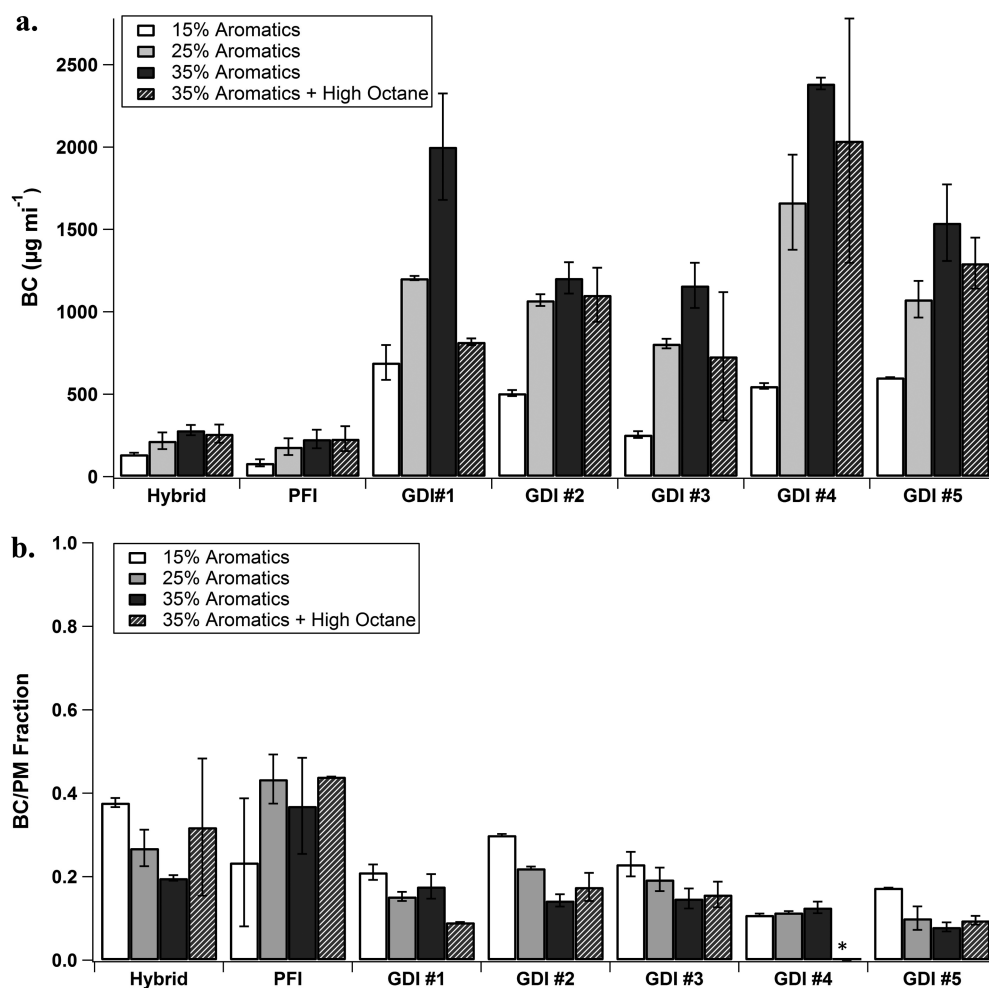 a.
15% Aromatics
25% Aromatics
35% Aromatics
35% Aromatics + High Octane
2500
2000
1500
1000
500
0
BC (µg mi⁻¹)
Hybrid PFI GDI#1 GDI #2 GDI #3 GDI #4 GDI #5
b.
1.0
15% Aromatics
25% Aromatics
35% Aromatics
35% Aromatics + High Octane
0.8
0.6
0.4
0.2
0.0
BC/PM Fraction
*
Hybrid PFI GDI #1 GDI #2 GDI #3 GDI #4 GDI #5